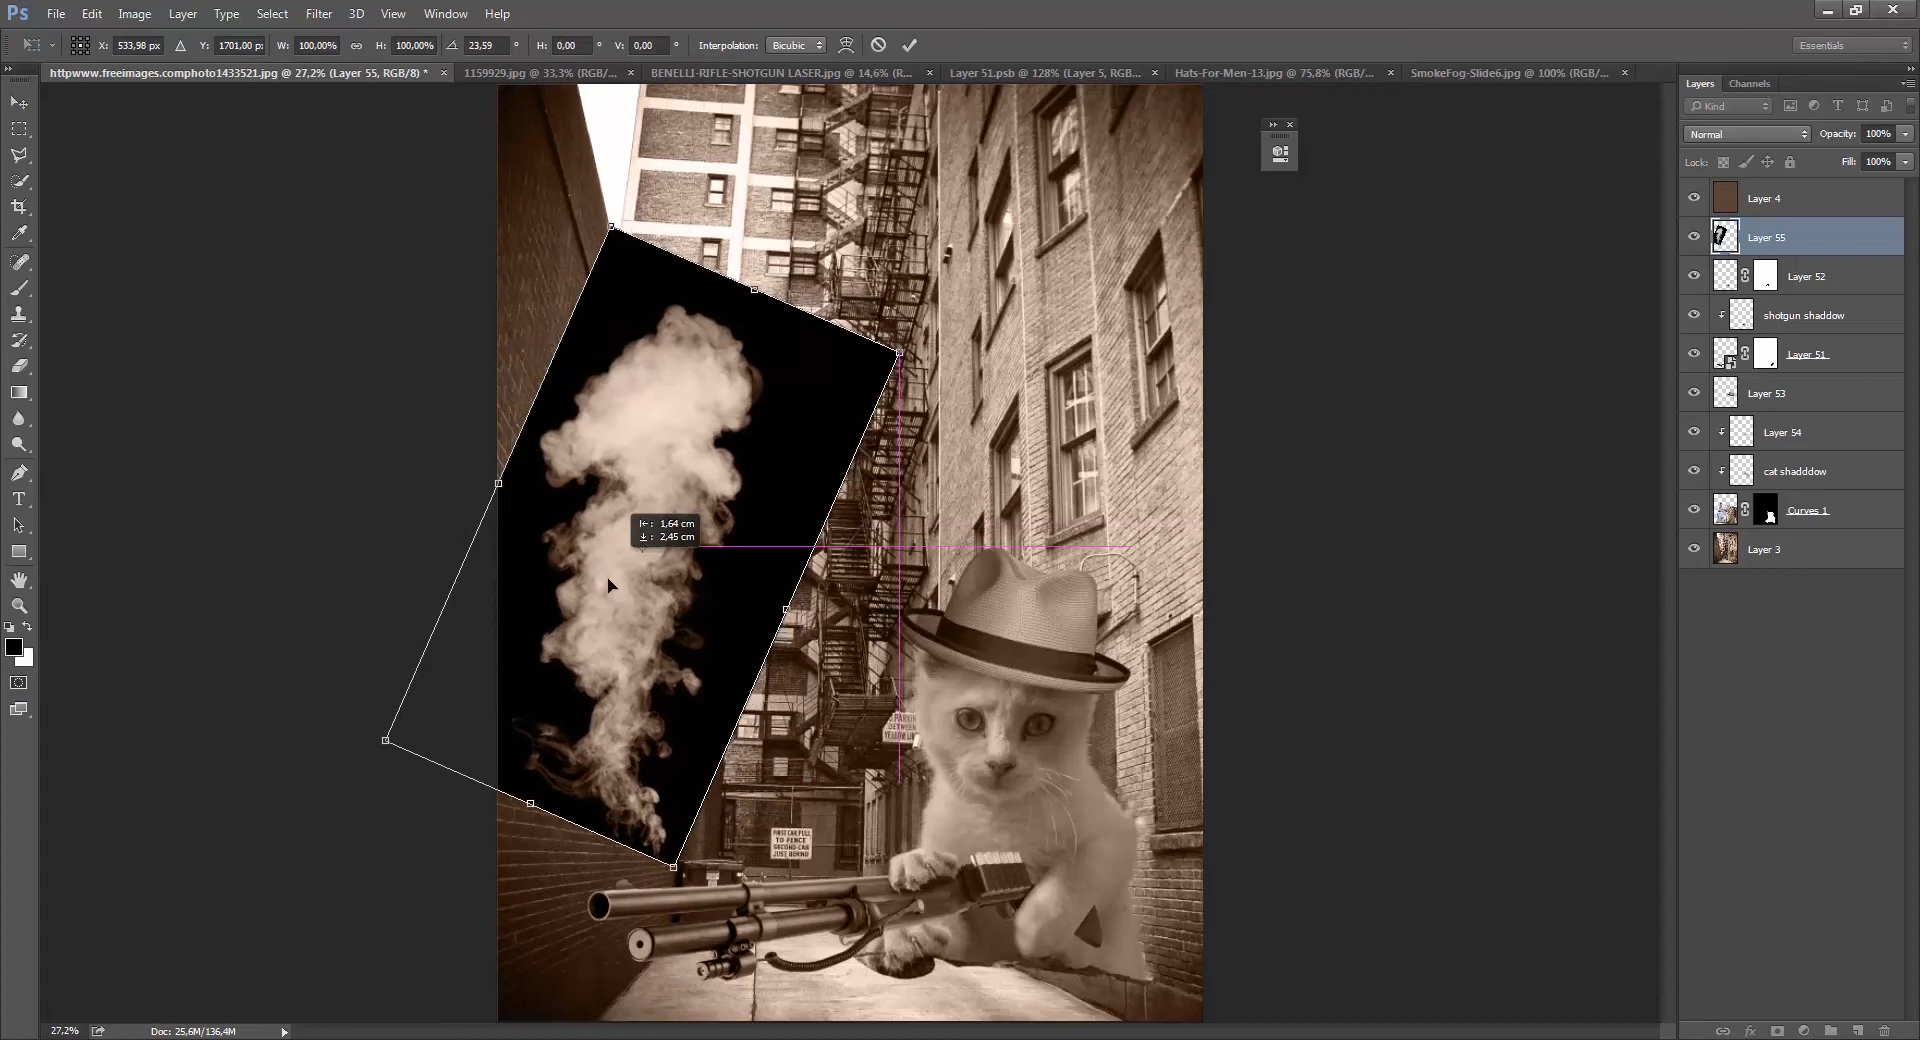 Ps File Edit Image Layer Type Select Filter 3D View Window Help
X: 533,98 px Y: 1701,00 px W: 100,00% H: 100,00% 23,59 ° H: 0,00 ° V: 0,00 ° Interpolation: Bicubic Essentials
httpwww.freeimages.comphoto1433521.jpg @ 27,2% (Layer 55, RGB/8) * × 1159929.jpg @ 33,3% (RGB/... × BENELLI-RIFLE-SHOTGUN LASER.jpg @ 14,6% (R... × Layer 51.psb @ 128% (Layer 5, RGB... × Hats-For-Men-13.jpg @ 75,8% (RGB/... × SmokeFog-Slide6.jpg @ 100% (RGB/... ×
Layers Channels
Kind
Normal Opacity: 100%
Lock: Fill: 100%
Layer 4
Layer 55
Layer 52
shotgun shaddow
Layer 51
Layer 53
Layer 54
cat shadddow
Curves 1
Layer 3
1,64 cm
2,45 cm
PARKIN
BETWEEN
YELLOW LIN
FIRST CAR PULL
TO FENCE
SECOND CAR
JUST BEHIND
27,2% Doc: 25,6M/136,4M